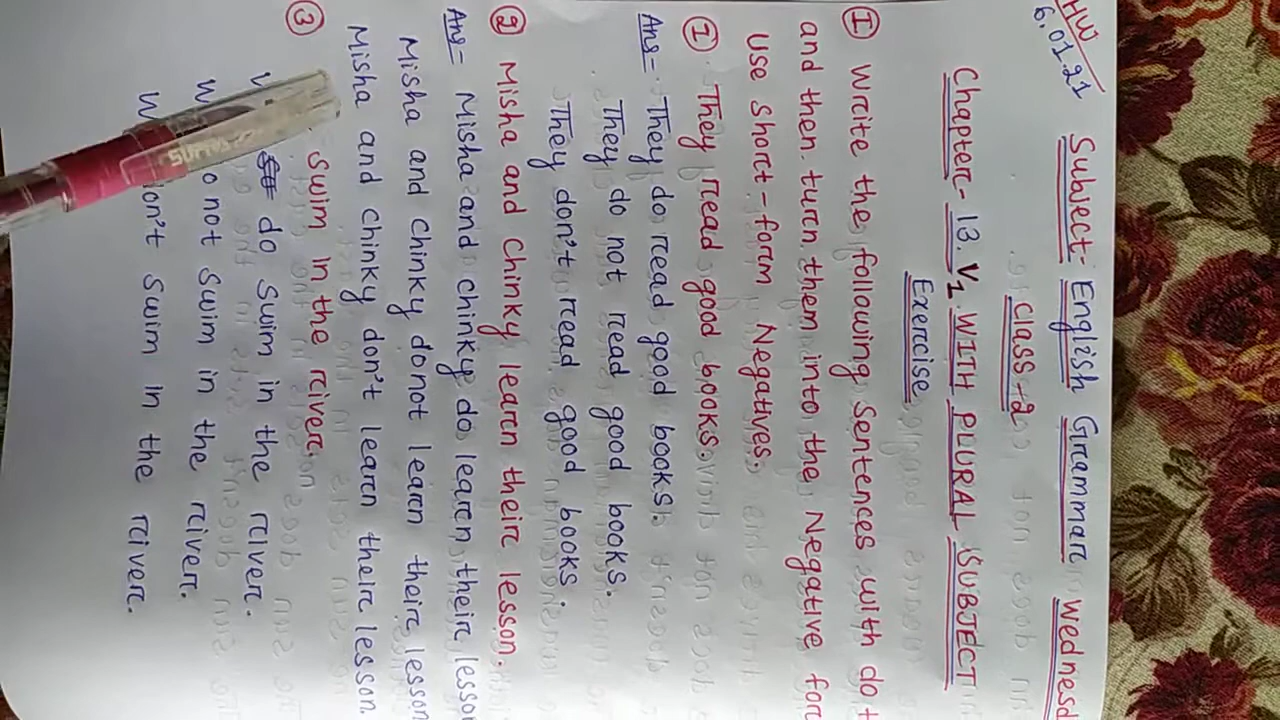 HW
6.01.21
Subject- English Grammar Wednesd
Class-2
Chapter- 13. V1 WITH PLURAL SUBJECT
Exercise
I Write the following sentences with do
and then turn them into the Negative for
Use Short-form Negatives.
① They read good books.
Ans= They do read good books.
They do not read good books.
They don't read good books.
② Misha and Chinky learn their lesson.
Ans= Misha and Chinky do learn their lesson
Misha and Chinky do not learn their lesson
Misha and Chinky don't learn their lesson.
③ swim in the river.
do swim in the river.
not swim in the river.
swim in the river.